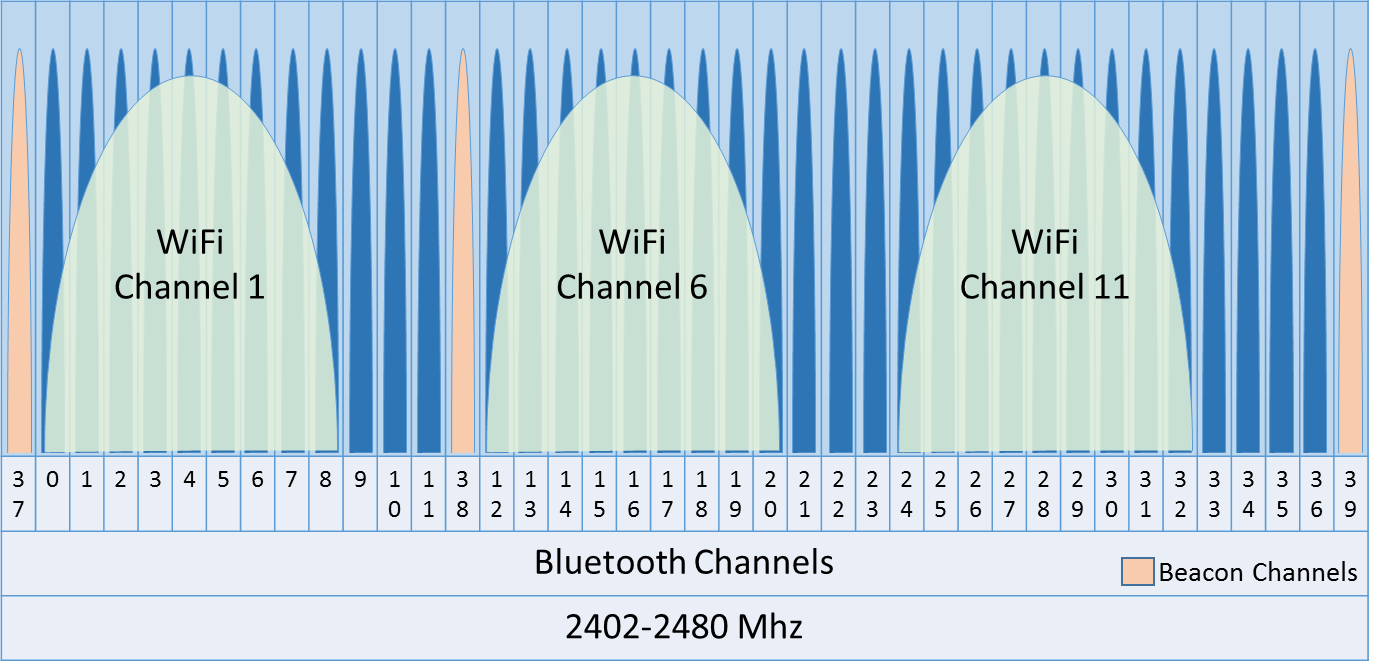 WiFi
Channel 1
WiFi
Channel 6
WiFi
Channel 11
37 0 1 2 3 4 5 6 7 8 9 10 11 38 12 13 14 15 16 17 18 19 20 21 22 23 24 25 26 27 28 29 30 31 32 33 34 35 36 39
Bluetooth Channels
Beacon Channels
2402-2480 Mhz